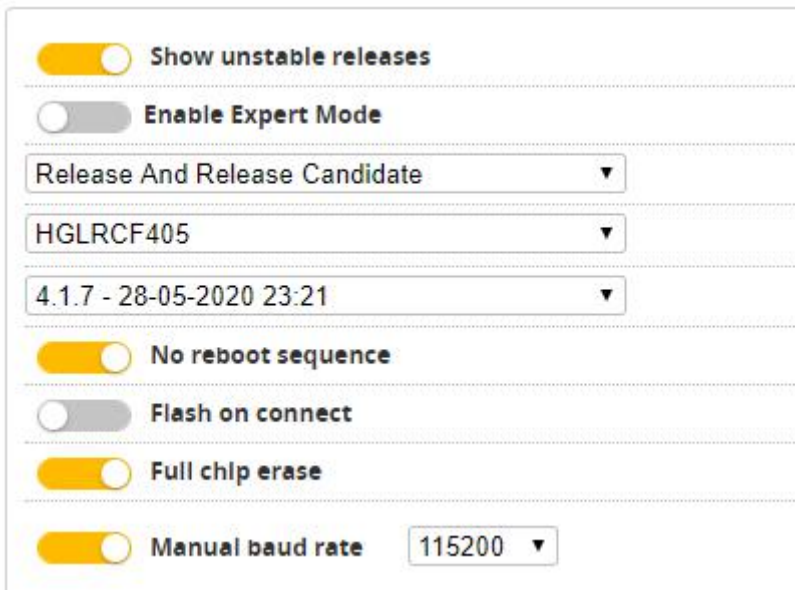 Show unstable releases
Enable Expert Mode
Release And Release Candidate
HGLRCF405
4.1.7 - 28-05-2020 23:21
No reboot sequence
Flash on connect
Full chip erase
Manual baud rate 115200